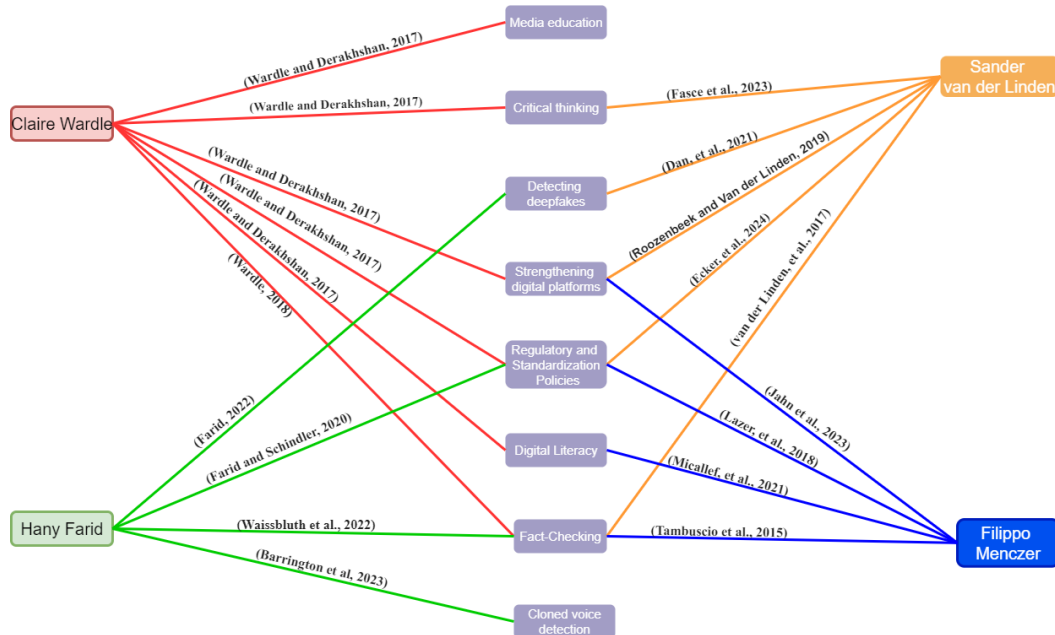 Media education
(Wardle and Derakhshan, 2017)
Sander
van der Linden
(Wardle and Derakhshan, 2017)
Critical thinking
(Fasce et al., 2023)
Claire Wardle
(Wardle and Derakhshan, 2017)
Detecting
deepfakes
(Dan, et al., 2021)
(Wardle and Derakhshan, 2017)
(Roozenbeek and Van der Linden, 2019)
(Wardle and Derakhshan, 2017)
Strengthening
digital platforms
(Ecker, et al., 2024)
(Wardle, 2018)
(van der Linden, et al., 2017)
Regulatory and
Standardization
Policies
(Farid, 2022)
(Jahn et al., 2023)
(Farid and Schindler, 2020)
(Lazer, et al., 2018)
Digital Literacy
(Micallef, et al., 2021)
Hany Farid
(Waissbluth et al., 2022)
Fact-Checking
(Tambuscio et al., 2015)
Filippo
Menczer
(Barrington et al, 2023)
Cloned voice
detection